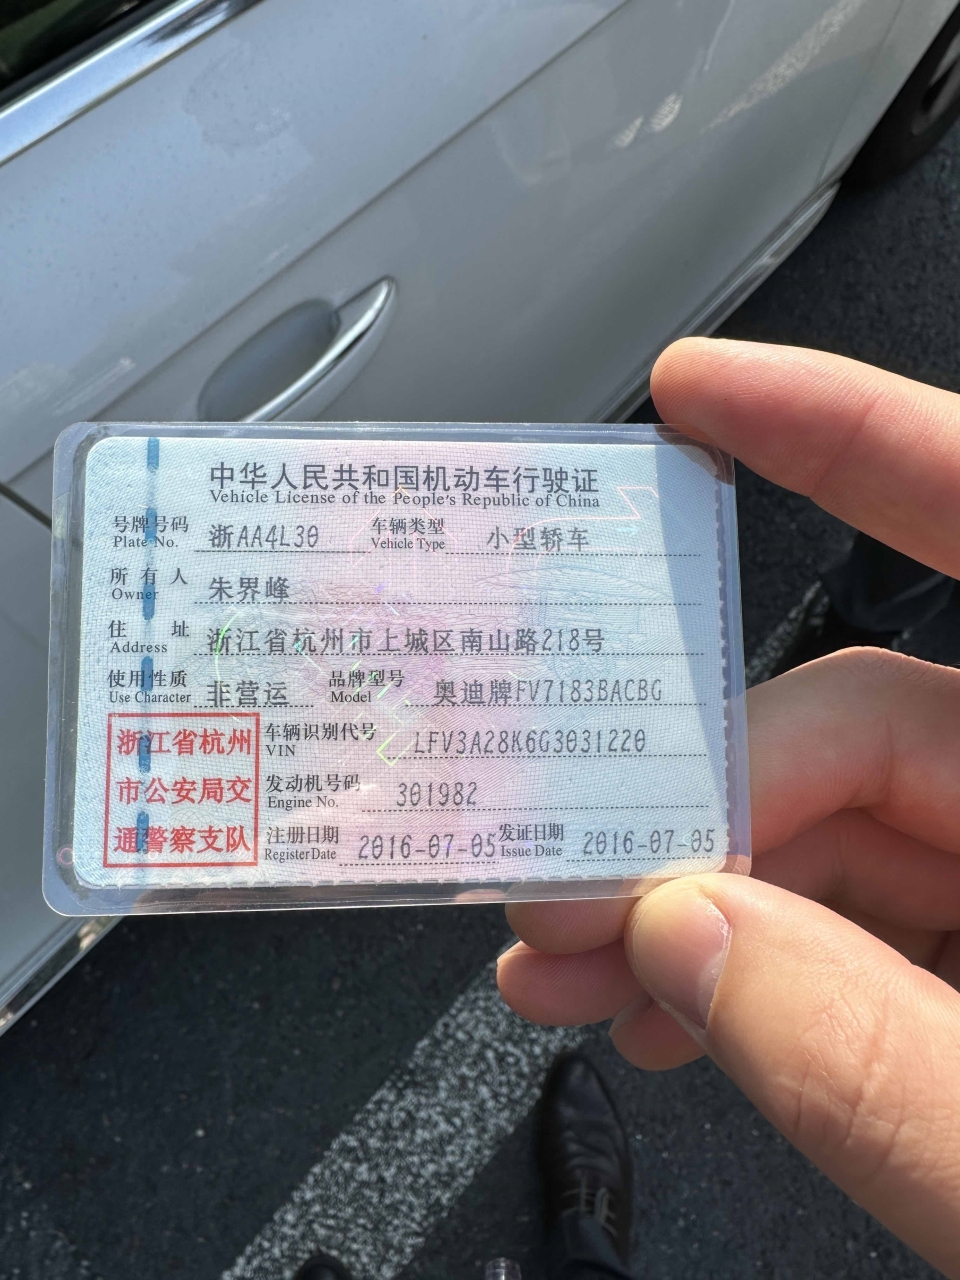 中华人民共和国机动车行驶证
Vehicle License of the People's Republic of China
号牌号码 浙AA4L30 车辆类型 小型轿车
Plate No. Vehicle Type
所有人 朱界峰
Owner
住址 浙江省杭州市上城区南山路218号
Address
使用性质 非营运 品牌型号 奥迪牌FV7183BACBG
Use Character Model
浙江省杭州 车辆识别代号 LFV3A28K6G3031220
VIN
市公安局交 发动机号码 301982
Engine No.
通警察支队 注册日期 2016-07-05 发证日期 2016-07-05
Register Date Issue Date